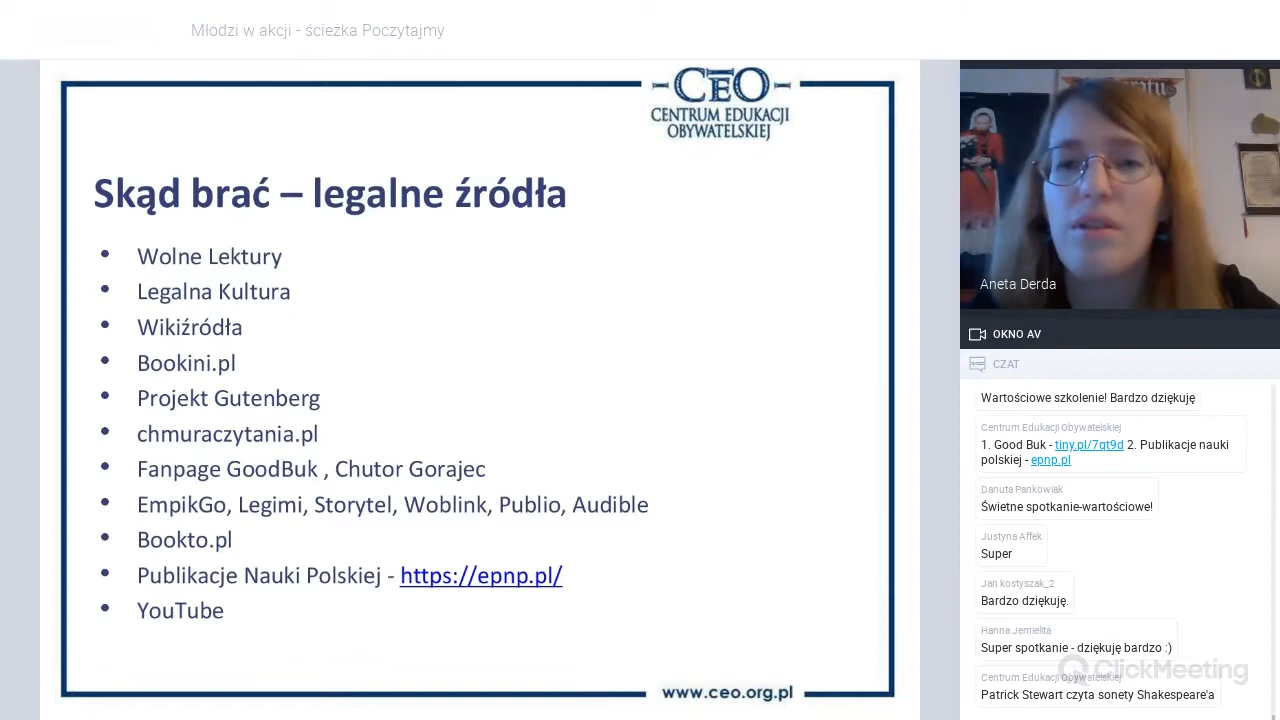 Młodzi w akcji - ścieżka Poczytajmy
CEO
CENTRUM EDUKACJI
OBYWATELSKIEJ
Skąd brać – legalne źródła
• Wolne Lektury
• Legalna Kultura
• Wikiźródła
• Bookini.pl
• Projekt Gutenberg
• chmuraczytania.pl
• Fanpage GoodBuk , Chutor Gorajec
• EmpikGo, Legimi, Storytel, Woblink, Publio, Audible
• Bookto.pl
• Publikacje Nauki Polskiej - https://epnp.pl/
• YouTube
www.ceo.org.pl
Aneta Derda
OKNO AV
CZAT
Wartościowe szkolenie! Bardzo dziękuję
Centrum Edukacji Obywatelskiej
1. Good Buk - tiny.pl/7qt9d 2. Publikacje nauki
polskiej - epnp.pl
Danuta Pankowiak
Świetne spotkanie-wartościowe!
Justyna Affek
Super
Jan kostyszak_2
Bardzo dziękuję.
Hanna Jemielita
Super spotkanie - dziękuję bardzo :)
Centrum Edukacji Obywatelskiej
Patrick Stewart czyta sonety Shakespeare'a
ClickMeeting